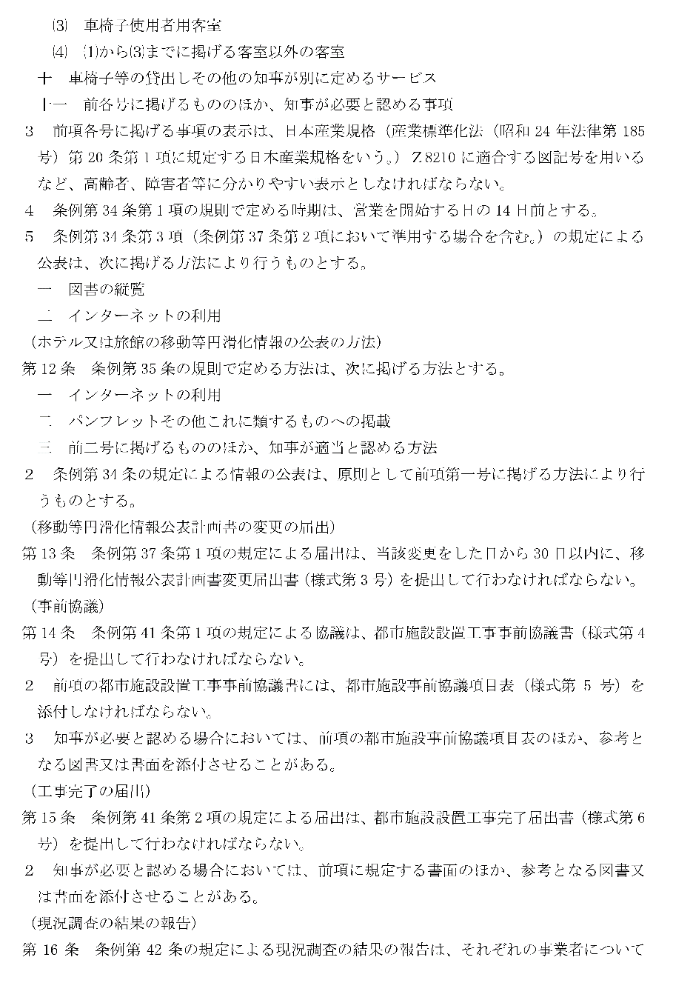 ⑶　車椅子使用者用客室
⑷　⑴から⑶までに掲げる客室以外の客室
十　車椅子等の貸出しその他の知事が別に定めるサービス
十一　前各号に掲げるもののほか、知事が必要と認める事項
３　前項各号に掲げる事項の表示は、日本産業規格（産業標準化法（昭和 24 年法律第 185
号）第 20 条第１項に規定する日本産業規格をいう。）Ｚ8210 に適合する図記号を用いる
など、高齢者、障害者等に分かりやすい表示としなければならない。
４　条例第 34 条第１項の規則で定める時期は、営業を開始する日の 14 日前とする。
５　条例第 34 条第３項（条例第 37 条第２項において準用する場合を含む。）の規定による
公表は、次に掲げる方法により行うものとする。
一　図書の縦覧
二　インターネットの利用
（ホテル又は旅館の移動等円滑化情報の公表の方法）
第 12 条　条例第 35 条の規則で定める方法は、次に掲げる方法とする。
一　インターネットの利用
二　パンフレットその他これに類するものへの掲載
三　前二号に掲げるもののほか、知事が適当と認める方法
２　条例第 34 条の規定による情報の公表は、原則として前項第一号に掲げる方法により行
うものとする。
（移動等円滑化情報公表計画書の変更の届出）
第 13 条　条例第 37 条第１項の規定による届出は、当該変更をした日から 30 日以内に、移
動等円滑化情報公表計画書変更届出書（様式第３号）を提出して行わなければならない。
（事前協議）
第 14 条　条例第 41 条第１項の規定による協議は、都市施設設置工事事前協議書（様式第４
号）を提出して行わなければならない。
２　前項の都市施設設置工事事前協議書には、都市施設事前協議項目表（様式第 ５ 号）を
添付しなければならない。
３　知事が必要と認める場合においては、前項の都市施設事前協議項目表のほか、参考と
なる図書又は書面を添付させることがある。
（工事完了の届出）
第 15 条　条例第 41 条第２項の規定による届出は、都市施設設置工事完了届出書（様式第６
号）を提出して行わなければならない。
２　知事が必要と認める場合においては、前項に規定する書面のほか、参考となる図書又
は書面を添付させることがある。
（現況調査の結果の報告）
第 16 条　条例第 42 条の規定による現況調査の結果の報告は、それぞれの事業者について